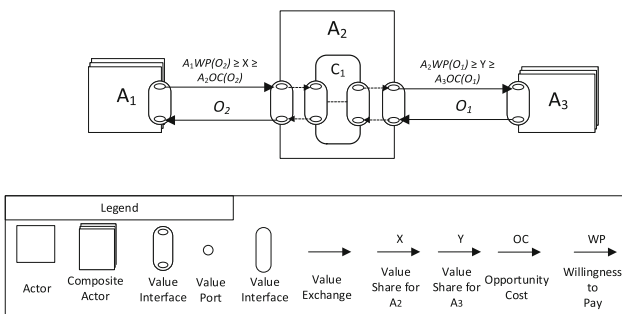 A2
A1WP(O2) ≥ X ≥
A2OC(O2)
A2WP(O1) ≥ Y ≥
A3OC(O1)
C1
A1
A3
O2
O1
Legend
Actor
Composite
Actor
Value
Interface
Value
Port
Value
Interface
Value
Exchange
X
Value
Share for
A2
Y
Value
Share for
A3
OC
Opportunity
Cost
WP
Willingness
to
Pay